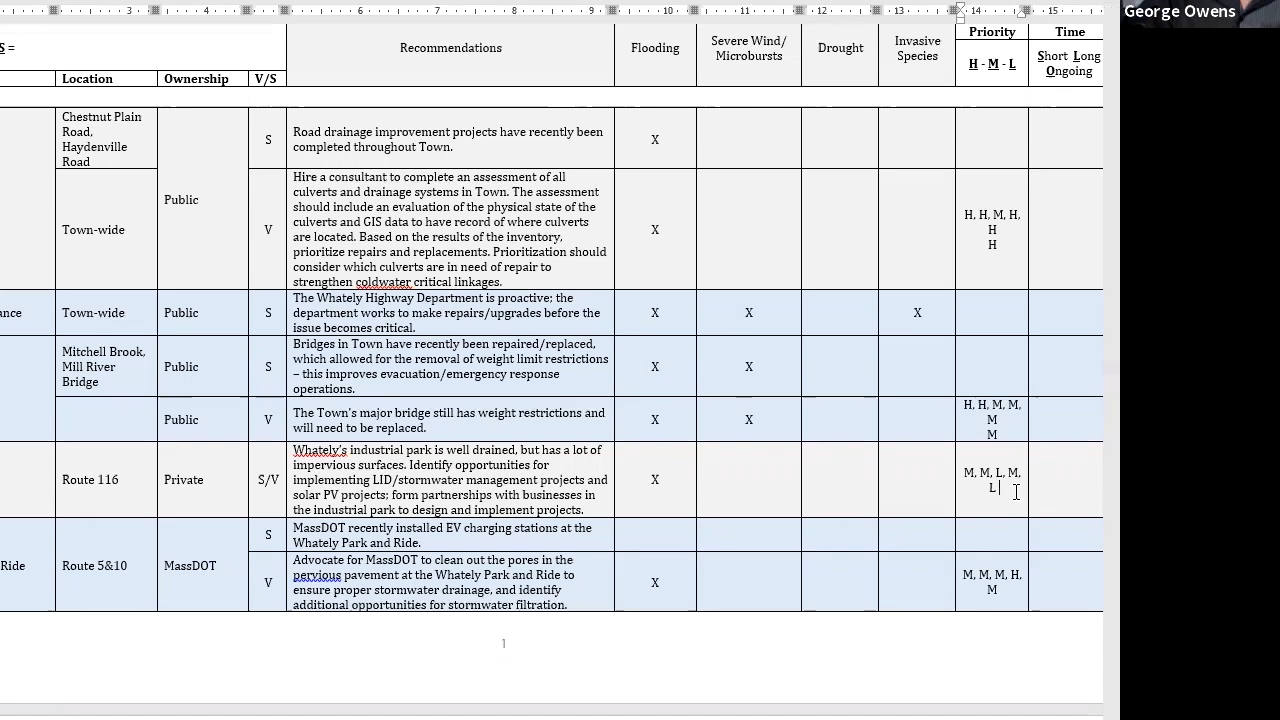 George Owens
3 4 6 7 8 9 10 11 12 13 14 15
S =
Recommendations
Flooding
Severe Wind/
Microbursts
Drought
Invasive
Species
Priority
H - M - L
Time
Short Long
Ongoing
Location
Ownership
V/S
Chestnut Plain
Road,
Haydenville
Road
Public
S
Road drainage improvement projects have recently been
completed throughout Town.
X
Town-wide
V
Hire a consultant to complete an assessment of all
culverts and drainage systems in Town. The assessment
should include an evaluation of the physical state of the
culverts and GIS data to have record of where culverts
are located. Based on the results of the inventory,
prioritize repairs and replacements. Prioritization should
consider which culverts are in need of repair to
strengthen coldwater critical linkages.
X
H, H, M, H,
H
H
ance
Town-wide
Public
S
The Whately Highway Department is proactive; the
department works to make repairs/upgrades before the
issue becomes critical.
X
X
X
Mitchell Brook,
Mill River
Bridge
Public
S
Bridges in Town have recently been repaired/replaced,
which allowed for the removal of weight limit restrictions
– this improves evacuation/emergency response
operations.
X
X
Public
V
The Town's major bridge still has weight restrictions and
will need to be replaced.
X
X
H, H, M, M,
M
M
Route 116
Private
S/V
Whately's industrial park is well drained, but has a lot of
impervious surfaces. Identify opportunities for
implementing LID/stormwater management projects and
solar PV projects; form partnerships with businesses in
the industrial park to design and implement projects.
X
M, M, L, M,
L
Ride
Route 5&10
MassDOT
S
MassDOT recently installed EV charging stations at the
Whately Park and Ride.
V
Advocate for MassDOT to clean out the pores in the
pervious pavement at the Whately Park and Ride to
ensure proper stormwater drainage, and identify
additional opportunities for stormwater filtration.
X
M, M, M, H,
M
1